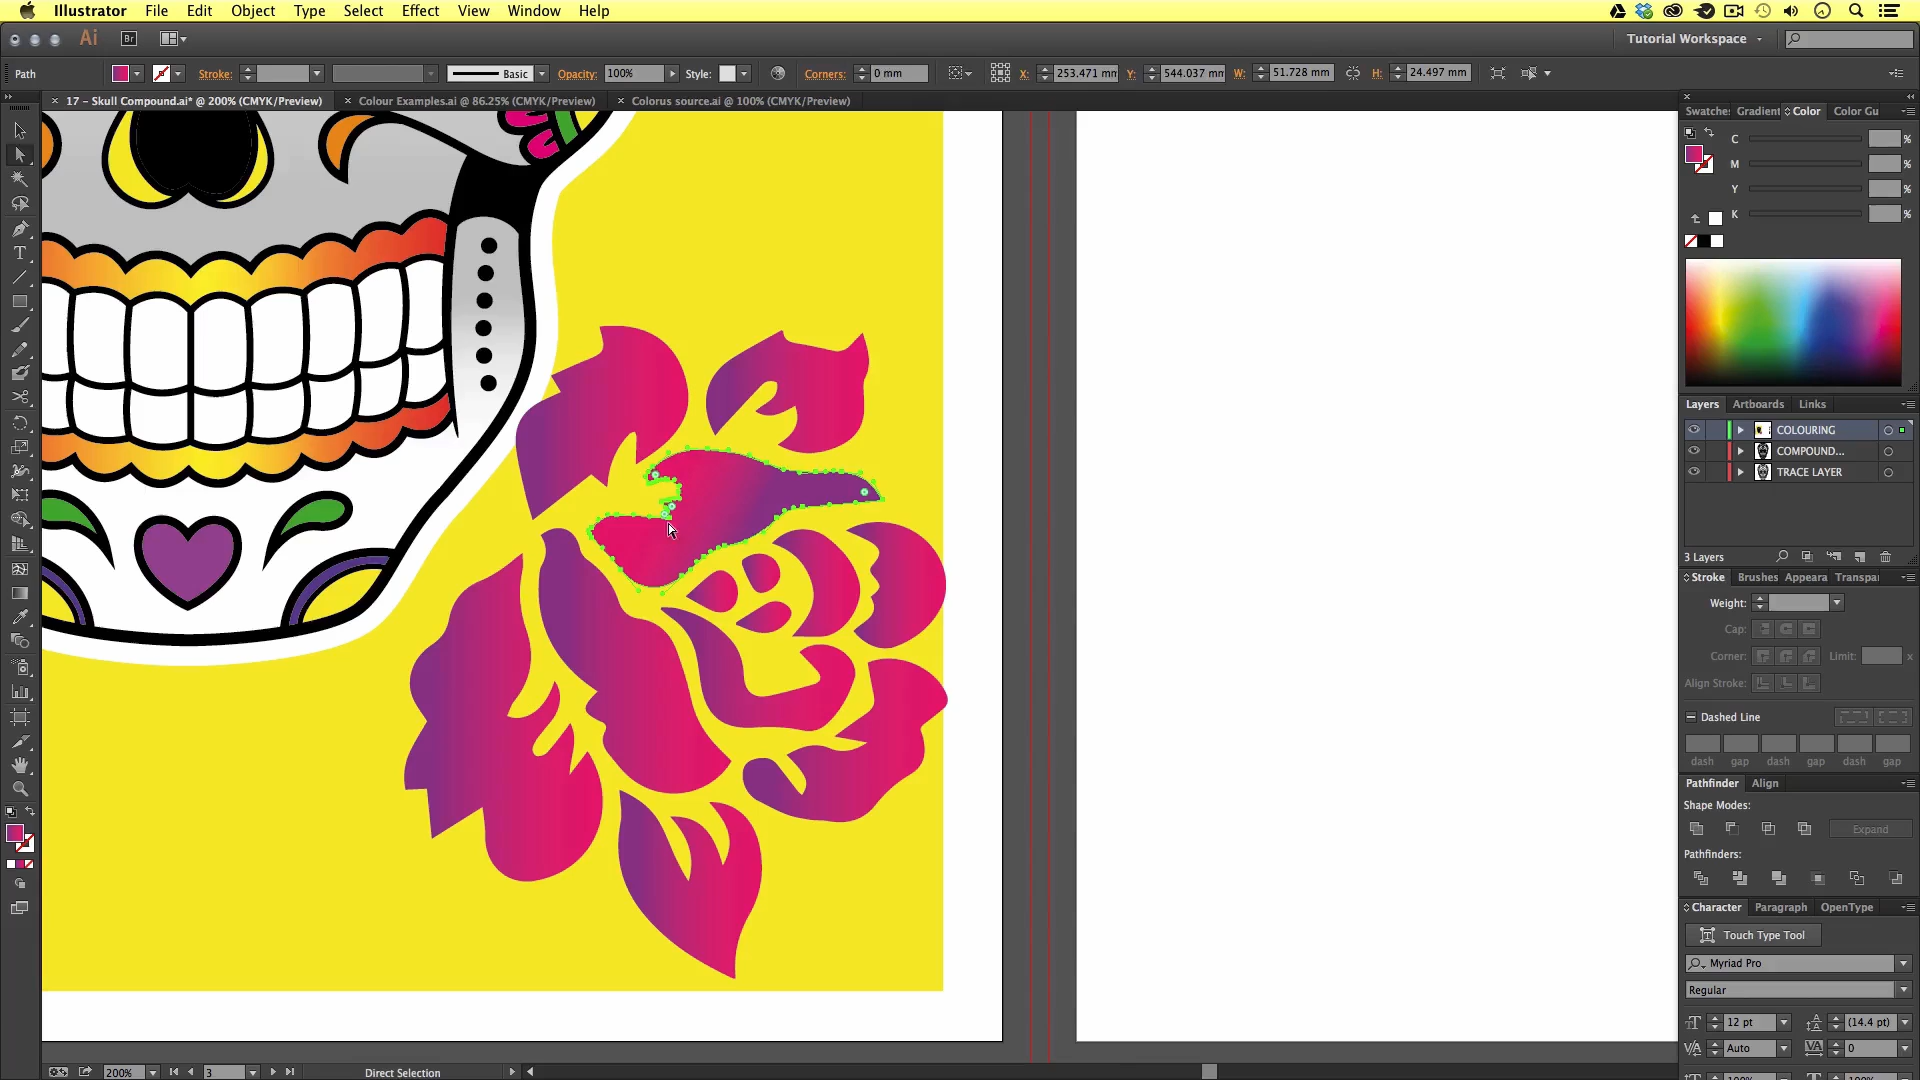 Illustrator File Edit Object Type Select Effect View Window Help
Ai Br Tutorial Workspace
Path Stroke: Basic Opacity: 100% Style: Corners: 0 mm X: 253.471 mm Y: 544.037 mm W: 51.728 mm H: 24.497 mm
17 – Skull Compound.ai* @ 200% (CMYK/Preview) Colour Examples.ai @ 86.25% (CMYK/Preview) Colorus source.ai @ 100% (CMYK/Preview)
Swatches Gradient Color Color Gu
C %
M %
Y %
K %
Layers Artboards Links
COLOURING
COMPOUND...
TRACE LAYER
3 Layers
Stroke Brushes Appeara Transpa
Weight:
Cap:
Corner: Limit: x
Align Stroke:
Dashed Line
dash gap dash gap dash gap
Pathfinder Align
Shape Modes:
Expand
Pathfinders:
Character Paragraph OpenType
Touch Type Tool
Myriad Pro
Regular
12 pt (14.4 pt)
Auto 0
200% 3 Direct Selection